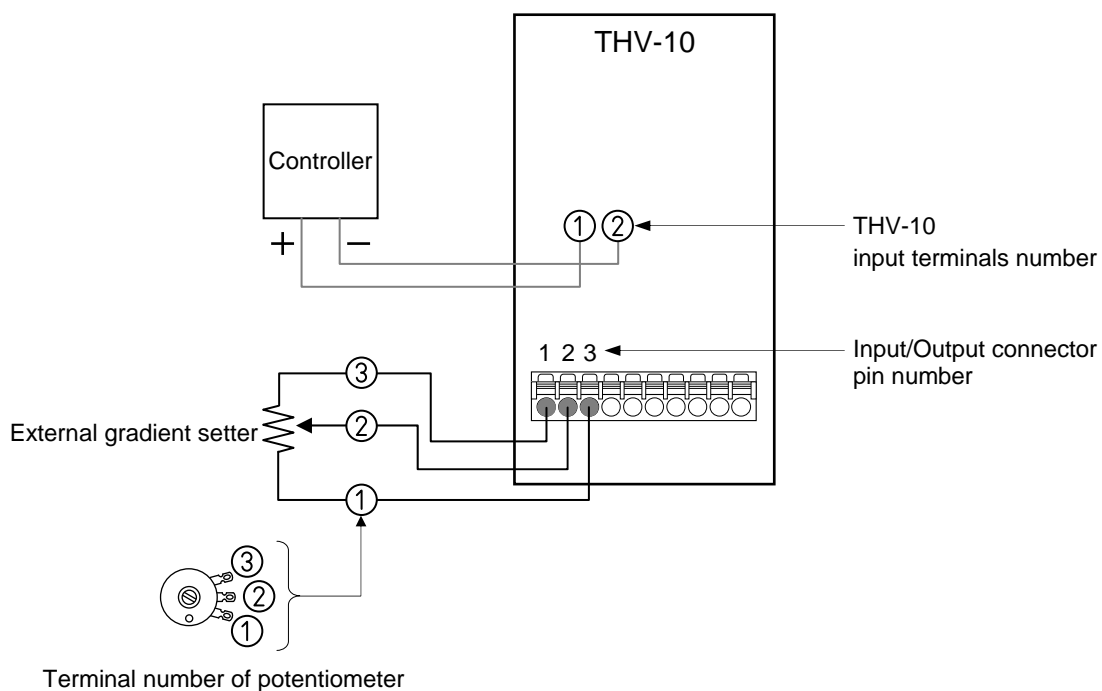 THV-10
Controller
+ −
① ②
THV-10
input terminals number
1 2 3
Input/Output connector
pin number
③
②
External gradient setter
①
③
②
①
Terminal number of potentiometer